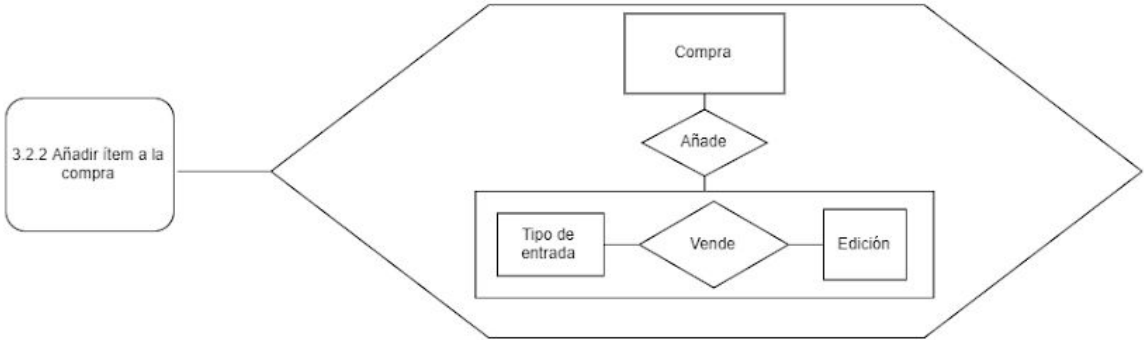 3.2.2 Añadir ítem a la
compra
Compra
Añade
Tipo de
entrada
Vende
Edición